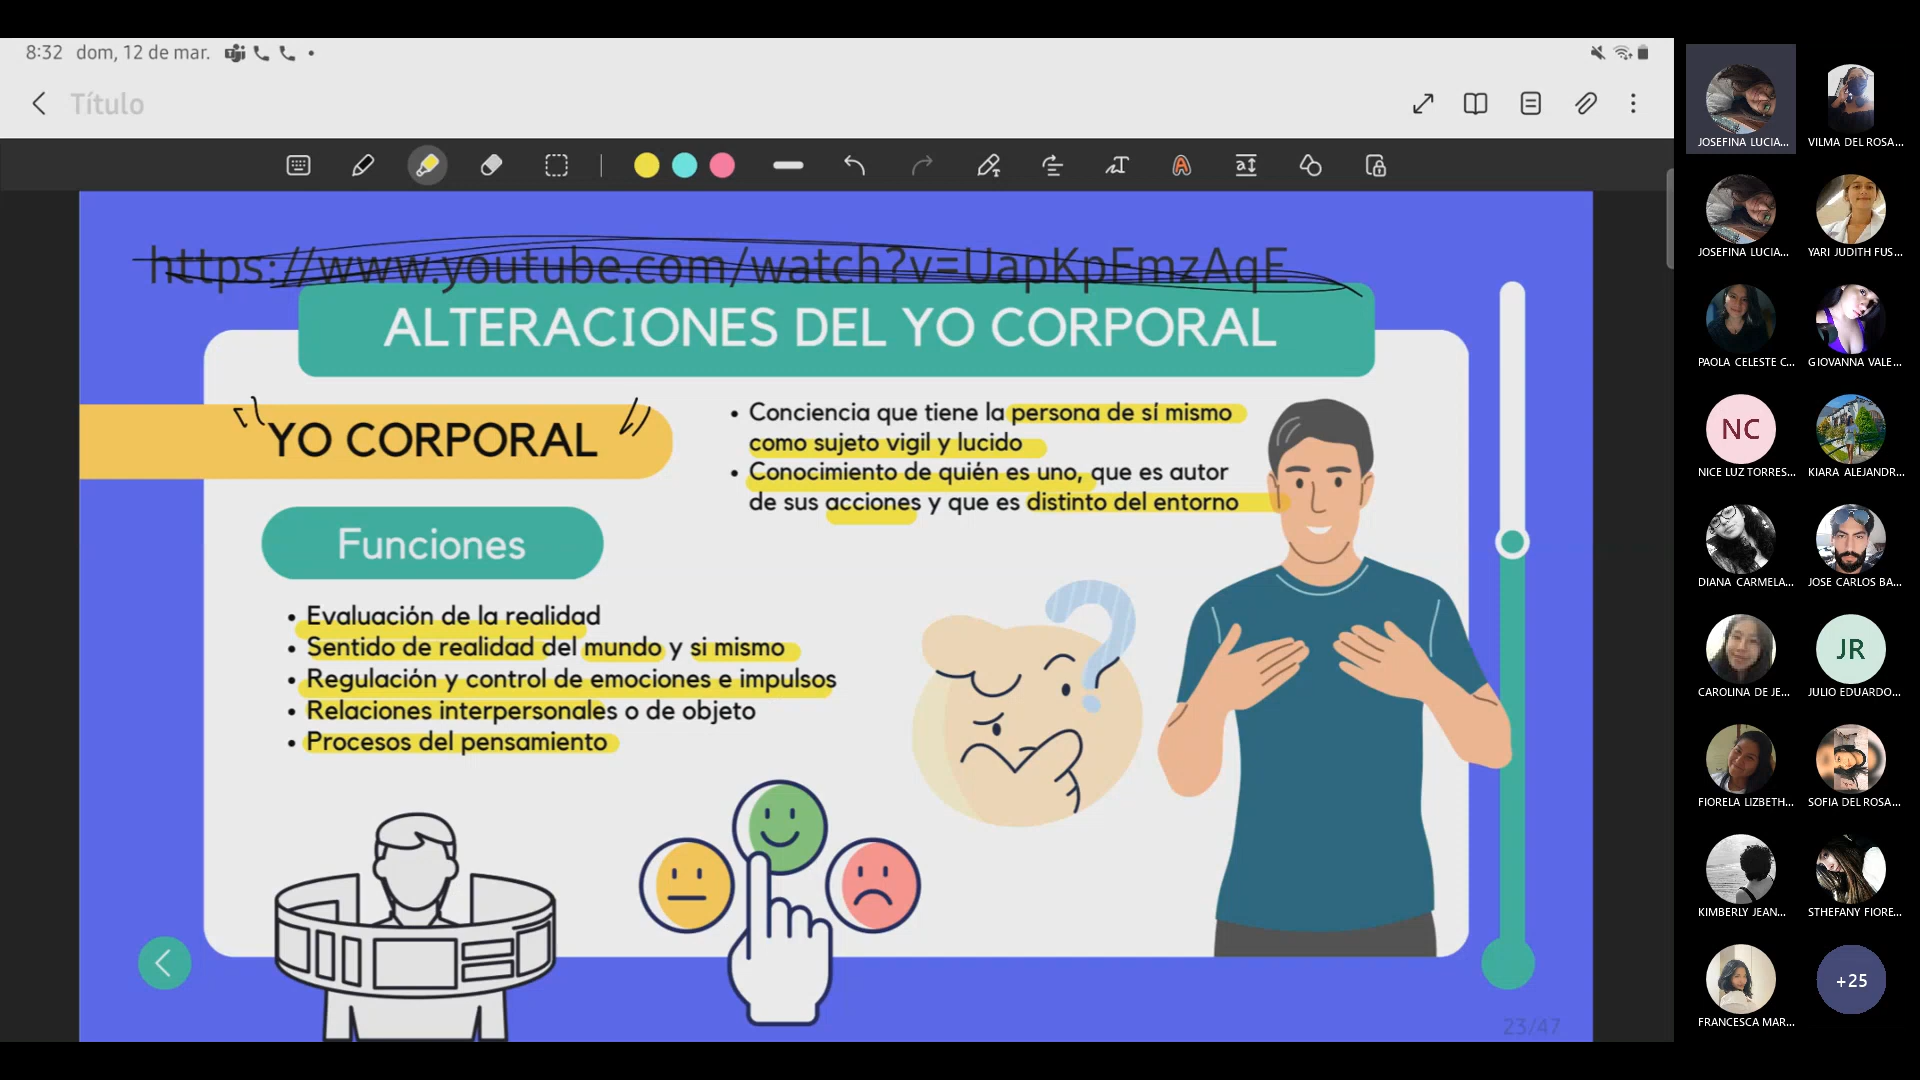 8:32 dom, 12 de mar.
Título
https://www.youtube.com/watch?v=UapKpFmzAqE
ALTERACIONES DEL YO CORPORAL
"YO CORPORAL"
• Conciencia que tiene la persona de sí mismo
como sujeto vigil y lucido
• Conocimiento de quién es uno, que es autor
de sus acciones y que es distinto del entorno
Funciones
• Evaluación de la realidad
• Sentido de realidad del mundo y si mismo
• Regulación y control de emociones e impulsos
• Relaciones interpersonales o de objeto
• Procesos del pensamiento
23/47
JOSEFINA LUCIA...
VILMA DEL ROSA...
JOSEFINA LUCIA...
YARI JUDITH FUS...
PAOLA CELESTE C...
GIOVANNA VALE...
NC
NICE LUZ TORRES...
KIARA ALEJANDR...
DIANA CARMELA...
JOSE CARLOS BA...
CAROLINA DE JE...
JR
JULIO EDUARDO...
FIORELA LIZBETH...
SOFIA DEL ROSA...
KIMBERLY JEAN...
STHEFANY FIORE...
FRANCESCA MAR...
+25